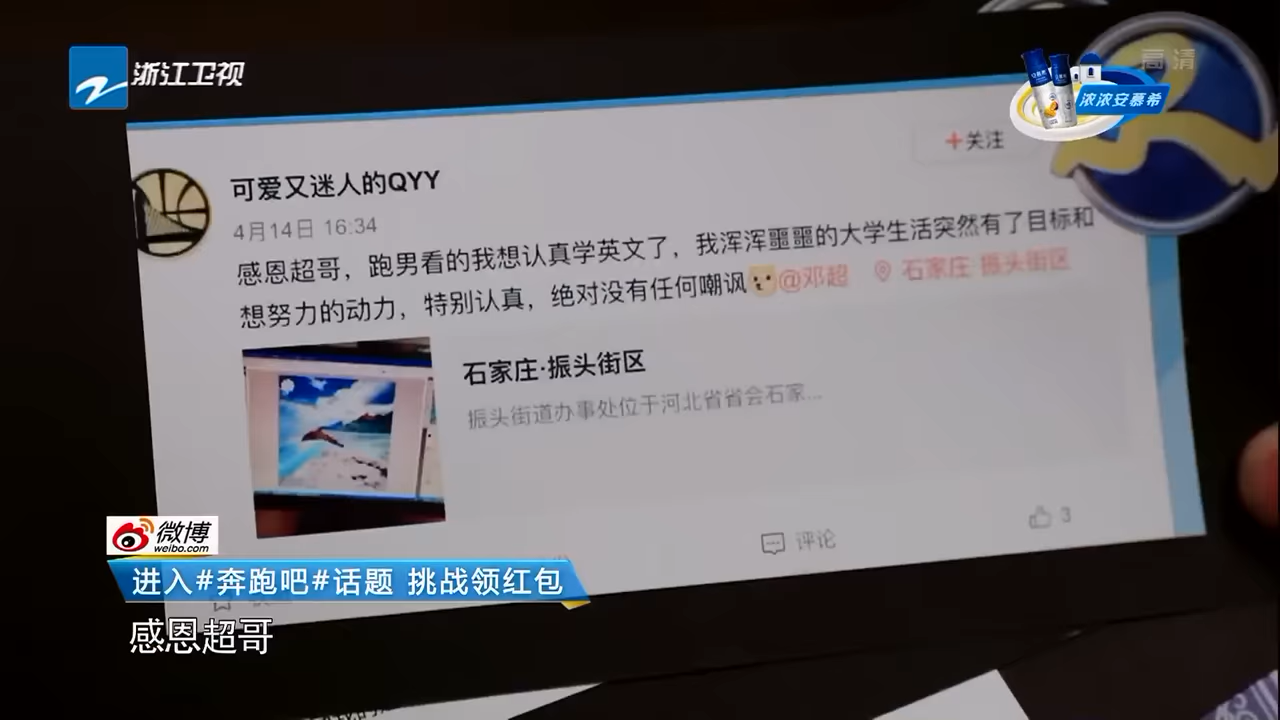 浙江卫视
高清
浓浓安慕希
+关注
可爱又迷人的QYY
4月14日 16:34
感恩超哥，跑男看的我想认真学英文了，我浑浑噩噩的大学生活突然有了目标和
想努力的动力，特别认真，绝对没有任何嘲讽@邓超 石家庄·振头街区
石家庄·振头街区
振头街道办事处位于河北省省会石家...
评论
3
微博
weibo.com
进入#奔跑吧#话题 挑战领红包
感恩超哥